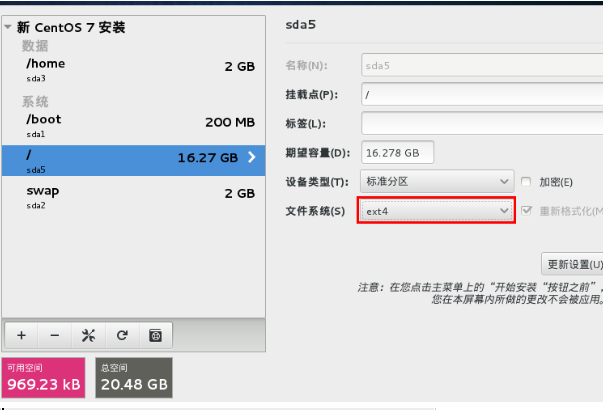 新 CentOS 7 安装
数据
/home 2 GB
sda3
系统
/boot 200 MB
sda1
/ 16.27 GB
sda5
swap 2 GB
sda2
可用空间
969.23 kB
总空间
20.48 GB
sda5
名称(N): sda5
挂载点(P): /
标签(L):
期望容量(D): 16.278 GB
设备类型(T): 标准分区 加密(E)
文件系统(S) ext4 重新格式化(M
更新设置(U)
注意：在您点击主菜单上的“开始安装“按钮之前”，
您在本屏幕内所做的更改不会被应用。